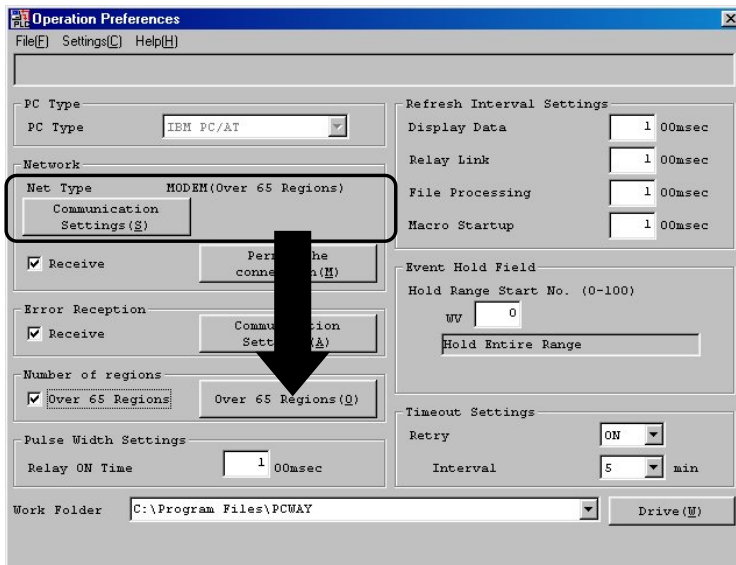 Operation Preferences
File(F) Settings(C) Help(H)
PC Type
PC Type IBM PC/AT
Network
Net Type MODEM(Over 65 Regions)
Communication
Settings(S)
Receive
(M)
Error Reception
Receive
(A)
Number of regions
Over 65 Regions Over 65 Regions(O)
Pulse Width Settings
Relay ON Time 1 00msec
Refresh Interval Settings
Display Data 1 00msec
Relay Link 1 00msec
File Processing 1 00msec
Macro Startup 1 00msec
Event Hold Field
Hold Range Start No. (0-100)
WV 0
Hold Entire Range
Timeout Settings
Retry ON
Interval 5 min
Work Folder C:\Program Files\PCWAY Drive(W)